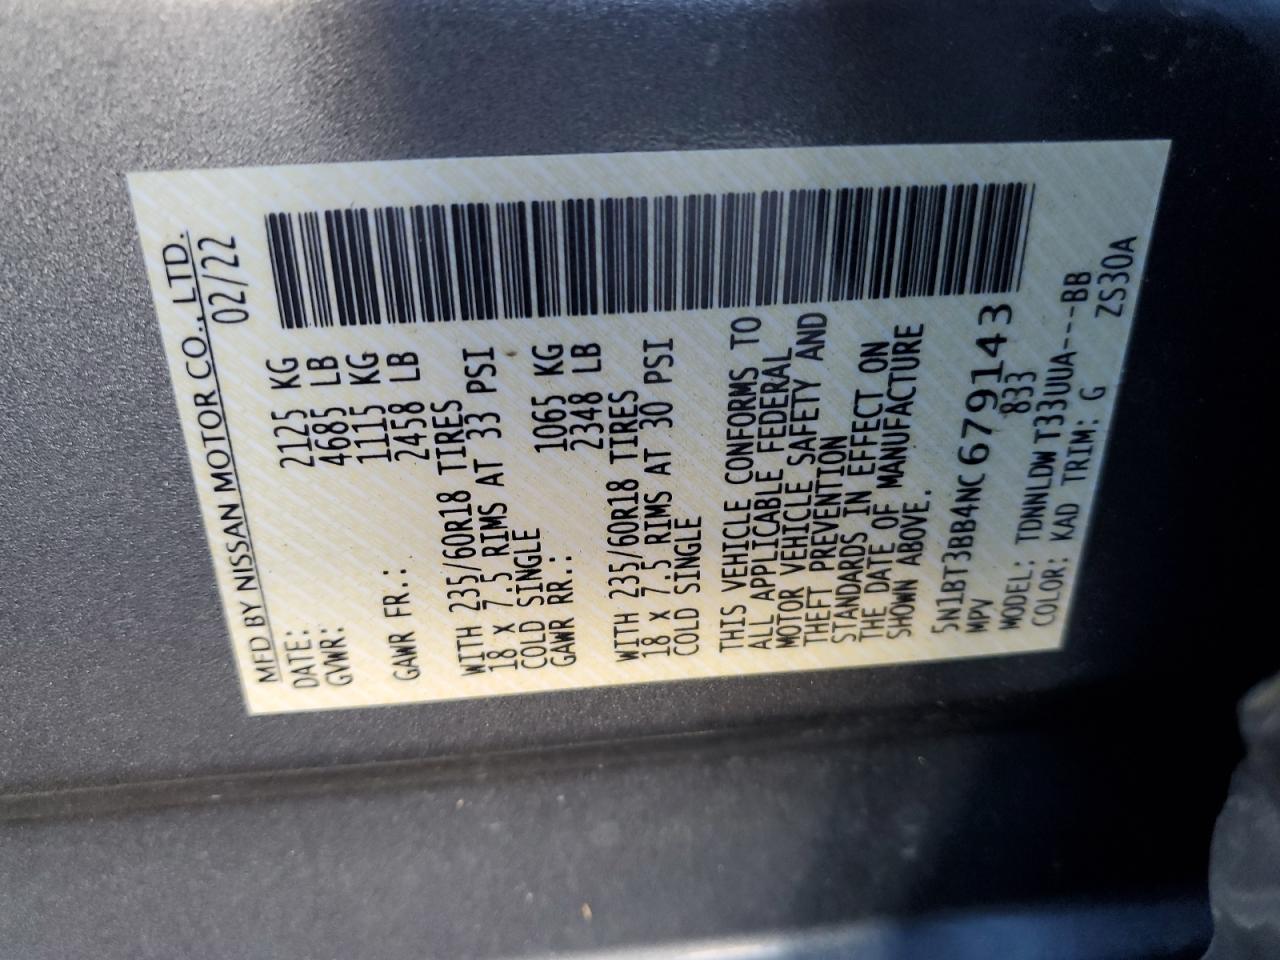 MFD BY NISSAN MOTOR CO., LTD.
DATE: 02/22
GVWR: 2125 KG
4685 LB
GAWR FR.: 1115 KG
2458 LB
WITH 235/60R18 TIRES
18 x 7.5 RIMS AT 33 PSI
COLD SINGLE
GAWR RR.: 1065 KG
2348 LB
WITH 235/60R18 TIRES
18 x 7.5 RIMS AT 30 PSI
COLD SINGLE
THIS VEHICLE CONFORMS TO
ALL APPLICABLE FEDERAL
MOTOR VEHICLE SAFETY AND
THEFT PREVENTION
STANDARDS IN EFFECT ON
THE DATE OF MANUFACTURE
SHOWN ABOVE.
5N1BT3BB4NC679143
MPV 833
MODEL: TDNNLDWT33UUA---BB
COLOR: KAD TRIM: G ZS30A